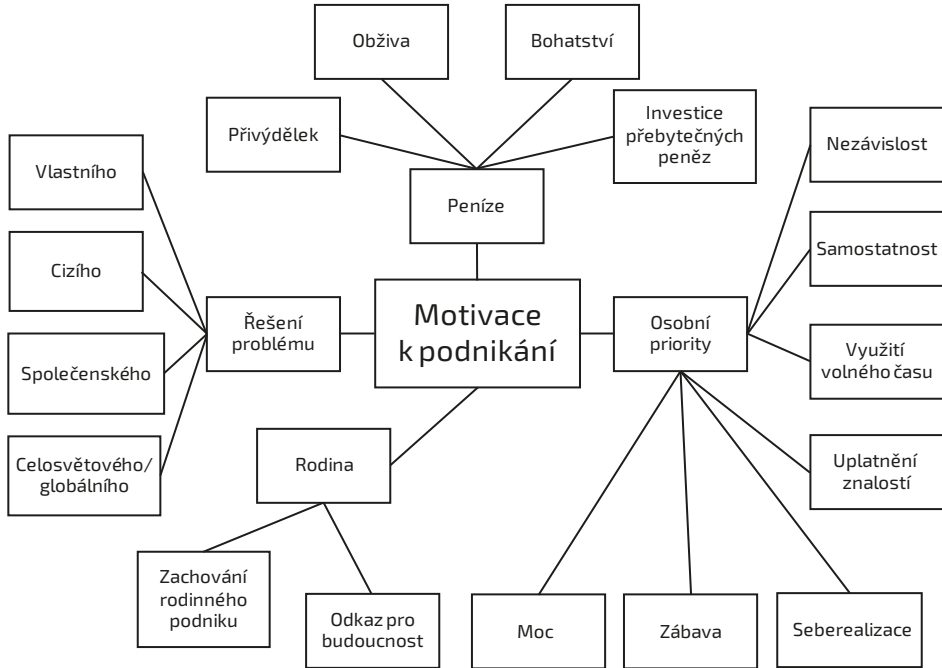 Obživa
Bohatství
Přivýdělek
Investice
přebytečných
peněz
Nezávislost
Vlastního
Peníze
Samostatnost
Cizího
Řešení
problému
Motivace
k podnikání
Osobní
priority
Využití
volného času
Společenského
Celosvětového/
globálního
Rodina
Uplatnění
znalostí
Zachování
rodinného
podniku
Odkaz pro
budoucnost
Moc
Zábava
Seberealizace